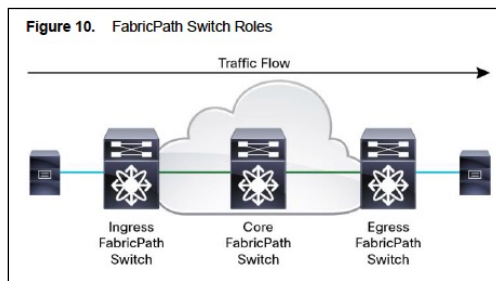 Figure 10. FabricPath Switch Roles
Traffic Flow
Ingress
FabricPath
Switch
Core
FabricPath
Switch
Egress
FabricPath
Switch